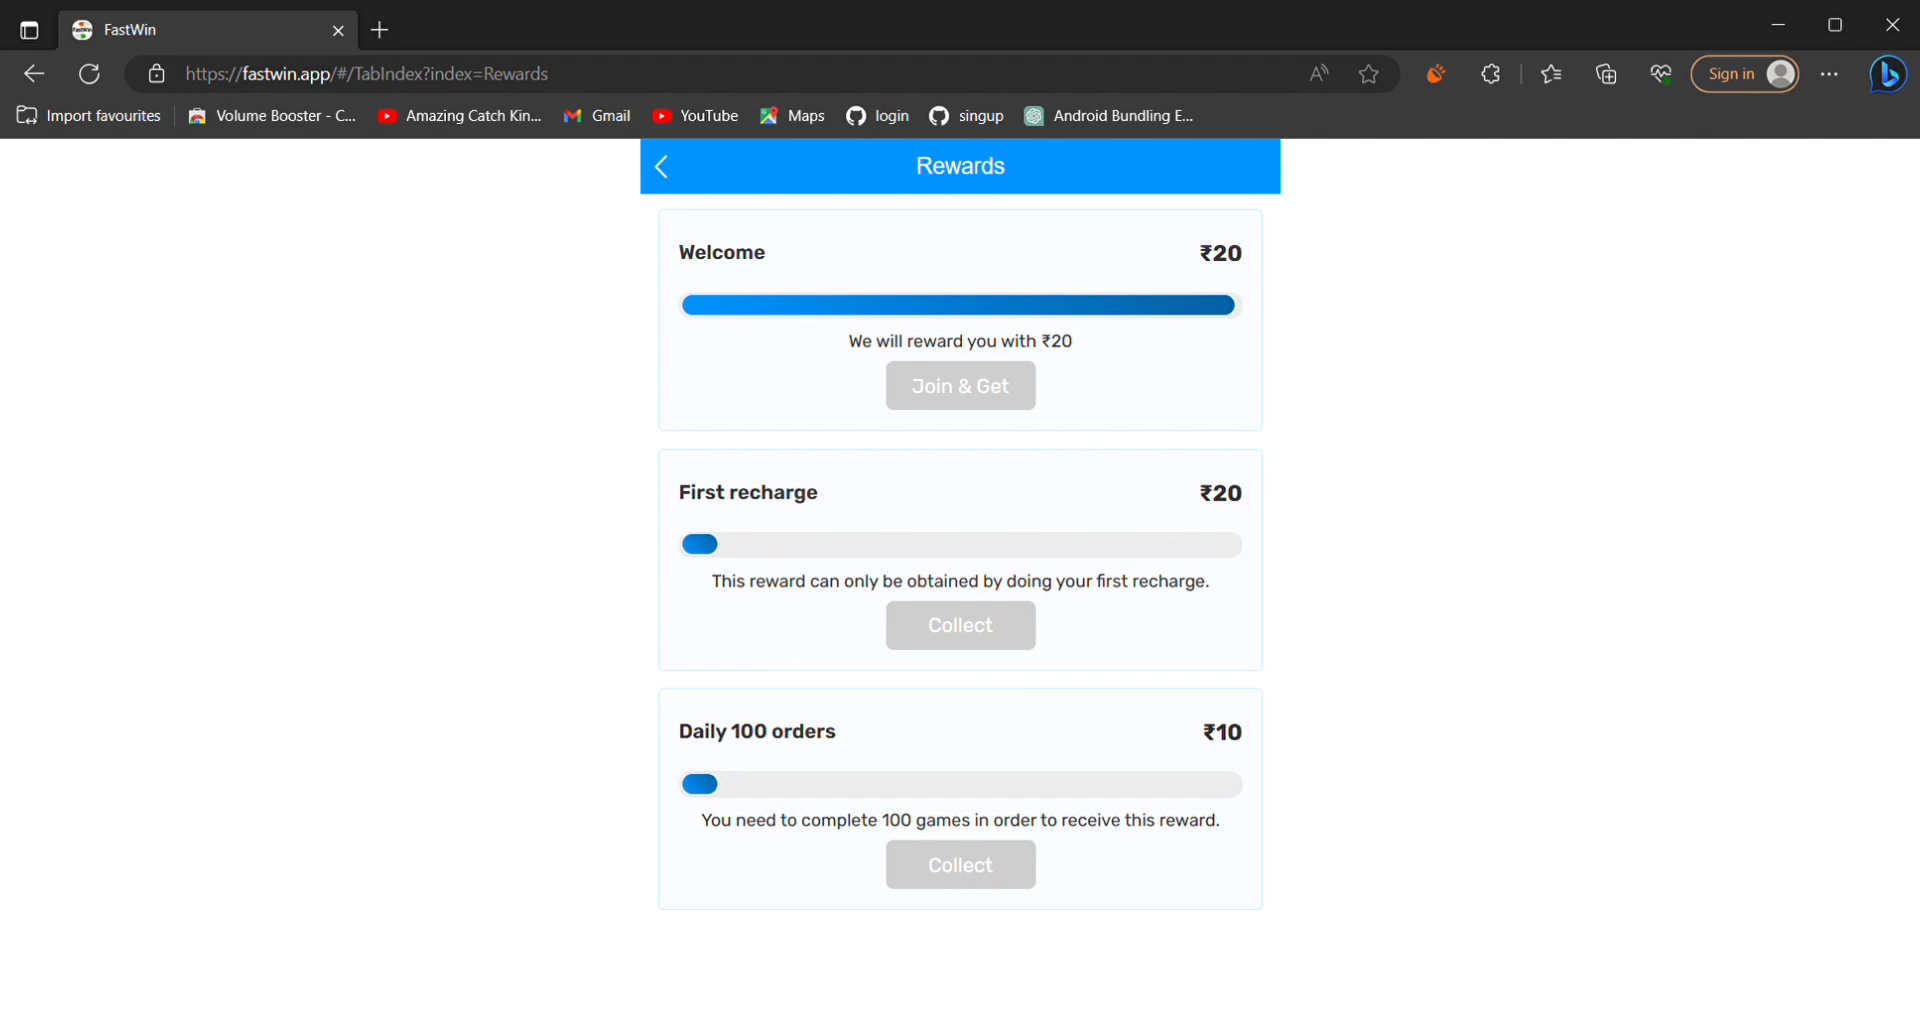 FastWin
https://fastwin.app/#/TabIndex?index=Rewards
Sign in
Import favourites
Volume Booster - C...
Amazing Catch Kin...
Gmail
YouTube
Maps
login
singup
Android Bundling E...
Rewards
Welcome ₹20
We will reward you with ₹20
Join & Get
First recharge ₹20
This reward can only be obtained by doing your first recharge.
Collect
Daily 100 orders ₹10
You need to complete 100 games in order to receive this reward.
Collect